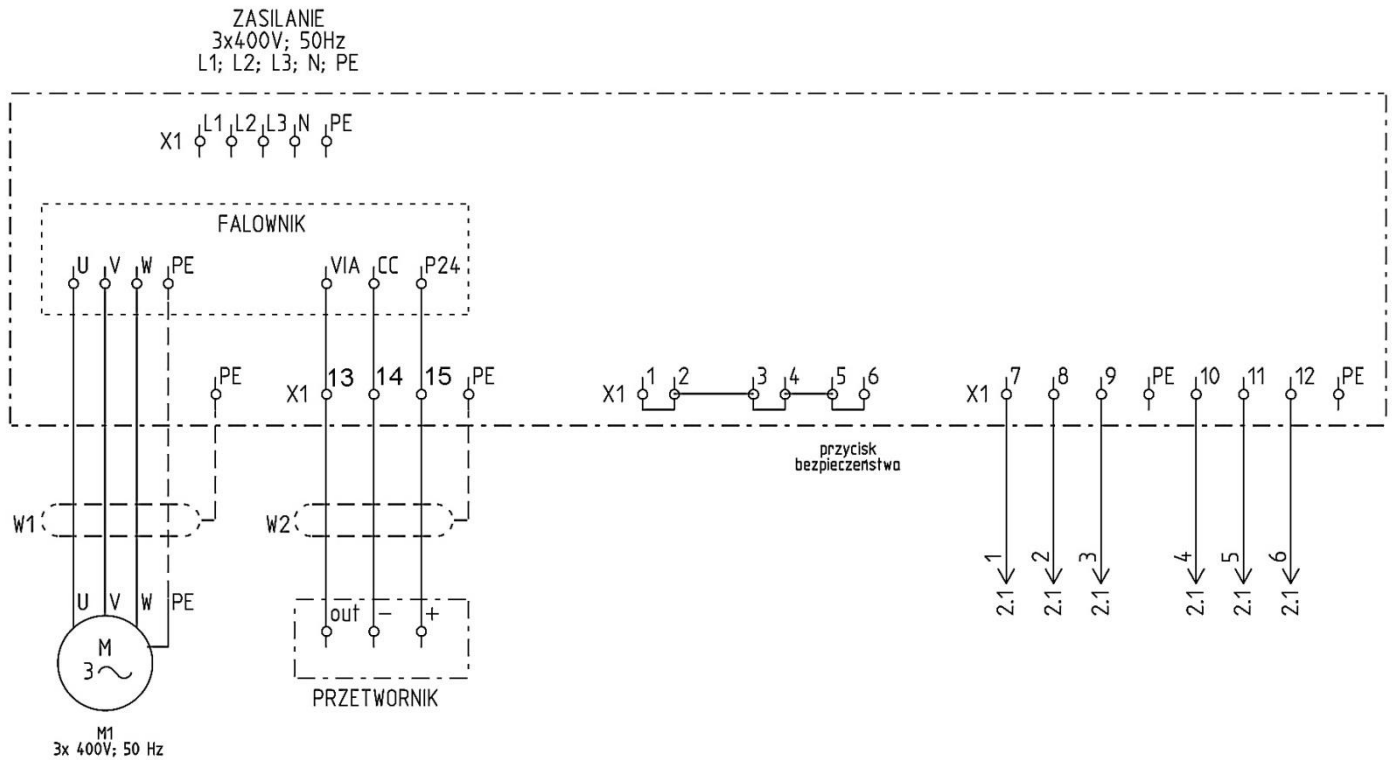 ZASILANIE
3x400V; 50Hz
L1; L2; L3; N; PE
X1 L1 L2 L3 N PE
FALOWNIK
U V W PE VIA CC P24
PE X1 13 14 15 PE X1 1 2 3 4 5 6 X1 7 8 9 PE 10 11 12 PE
przycisk
bezpieczeństwa
W1 W2
1 2 3 4 5 6
2.1 2.1 2.1 2.1 2.1 2.1
U V W PE out - +
M
3~
PRZETWORNIK
M1
3x 400V; 50 Hz